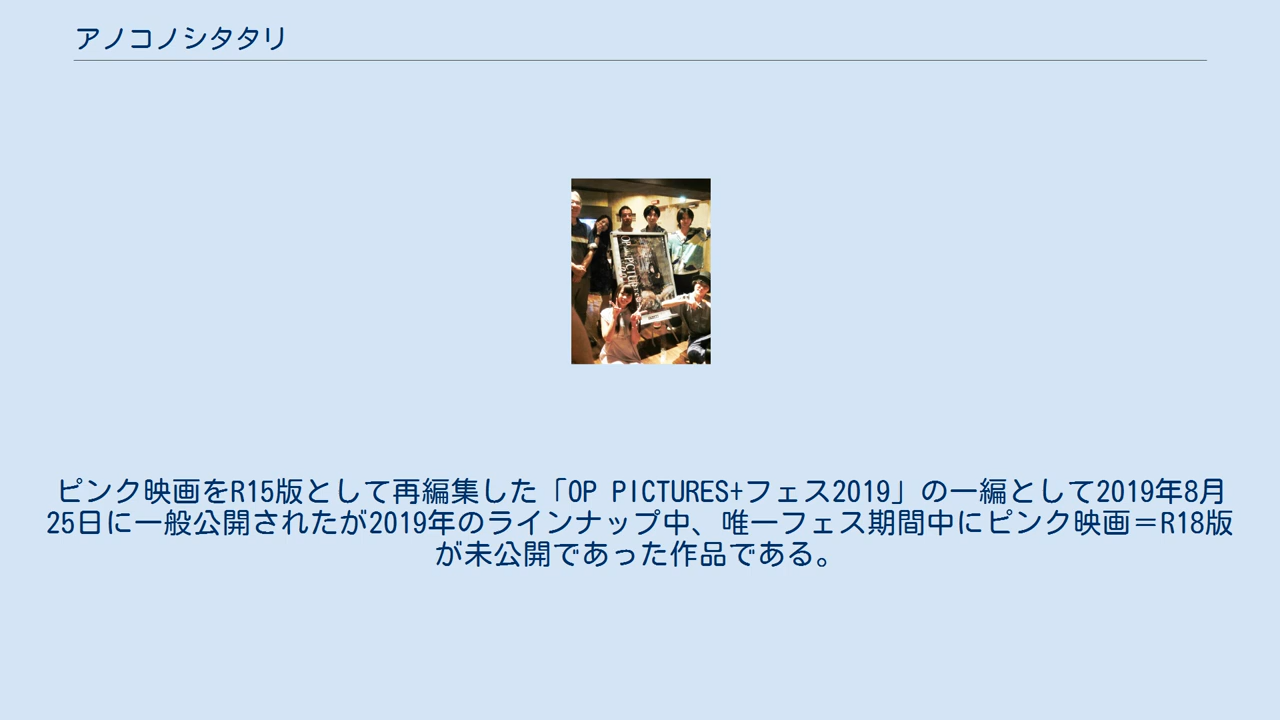 アノコノシタタリ
OP PICTURES
ピンク映画をR15版として再編集した「OP PICTURES+フェス2019」の一編として2019年8月
25日に一般公開されたが2019年のラインナップ中、唯一フェス期間中にピンク映画＝R18版
が未公開であった作品である。